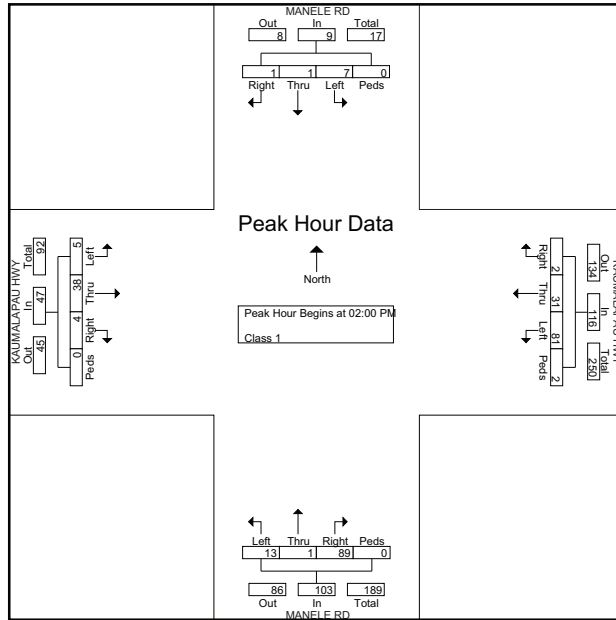 MANELE RD
Out In Total
8 9 17
1 1 7 0
Right Thru Left Peds
Peak Hour Data
North
Peak Hour Begins at 02:00 PM
Class 1
KAUMALAPAU HWY
Total In Out
92 47 45
5 38 4 0
Left Thru Right Peds
Right Thru Left Peds
2 31 81 2
Out In Total
134 116 250
KAUMALAPAU HWY
Left Thru Right Peds
13 1 89 0
86 103 189
Out In Total
MANELE RD